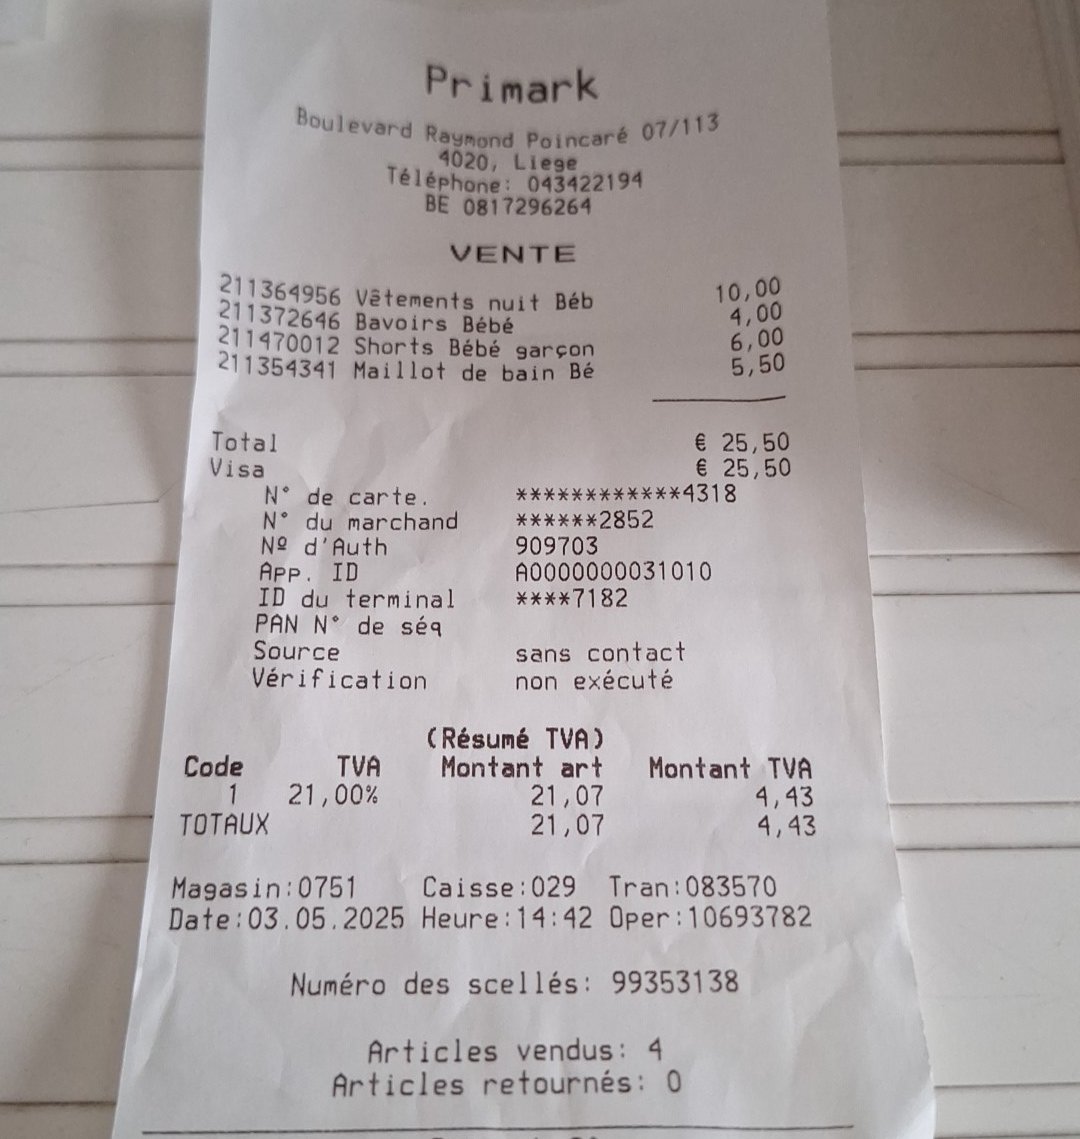 Primark
Boulevard Raymond Poincaré 07/113
4020, Liege
Téléphone: 043422194
BE 0817296264
VENTE
211364956 Vêtements nuit Béb 10,00
211372646 Bavoirs Bébé 4,00
211470012 Shorts Bébé garçon 6,00
211354341 Maillot de bain Bé 5,50
Total € 25,50
Visa € 25,50
N° de carte. ************4318
N° du marchand ******2852
Nº d'Auth 909703
App. ID A0000000031010
ID du terminal ****7182
PAN N° de séq
Source sans contact
Vérification non exécuté
(Résumé TVA)
Code TVA Montant art Montant TVA
1 21,00% 21,07 4,43
TOTAUX 21,07 4,43
Magasin:0751 Caisse:029 Tran:083570
Date:03.05.2025 Heure:14:42 Oper:10693782
Numéro des scellés: 99353138
Articles vendus: 4
Articles retournés: 0